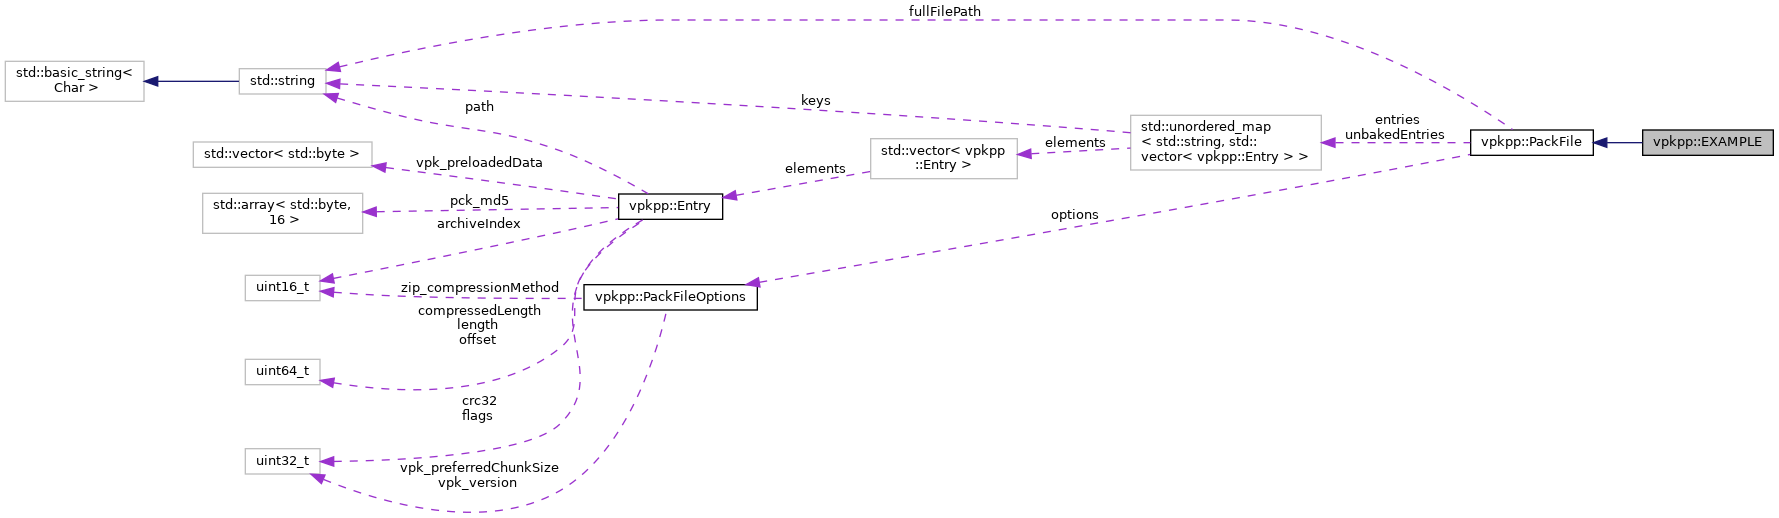 fullFilePath
std::basic_string<
Char >
std::string
keys
path
entries
unbakedEntries
std::unordered_map
< std::string, std::
vector< vpkpp::Entry > >
vpkpp::PackFile
vpkpp::EXAMPLE
elements
std::vector< vpkpp
::Entry >
std::vector< std::byte >
vpk_preloadedData
elements
std::array< std::byte,
16 >
pck_md5
vpkpp::Entry
archiveIndex
options
uint16_t
zip_compressionMethod
vpkpp::PackFileOptions
compressedLength
length
offset
uint64_t
crc32
flags
uint32_t
vpk_preferredChunkSize
vpk_version